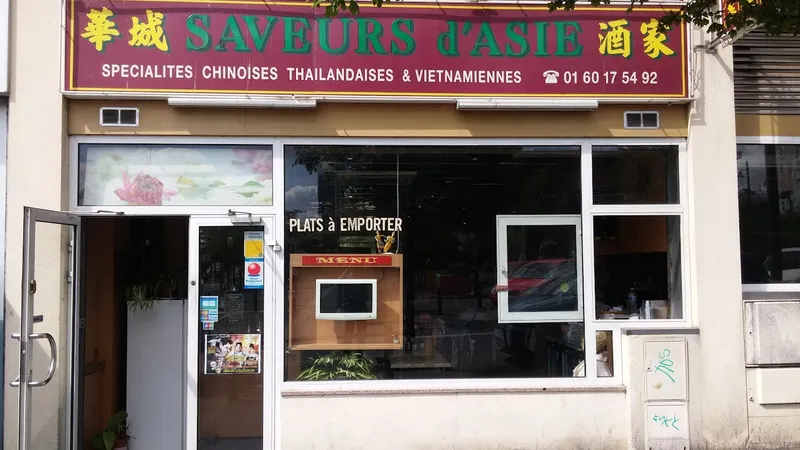 華城 SAVEURS d'ASIE 酒家
SPECIALITES CHINOISES THAILANDAISES & VIETNAMIENNES ☎ 01 60 17 54 92
PLATS à EMPORTER
MENU